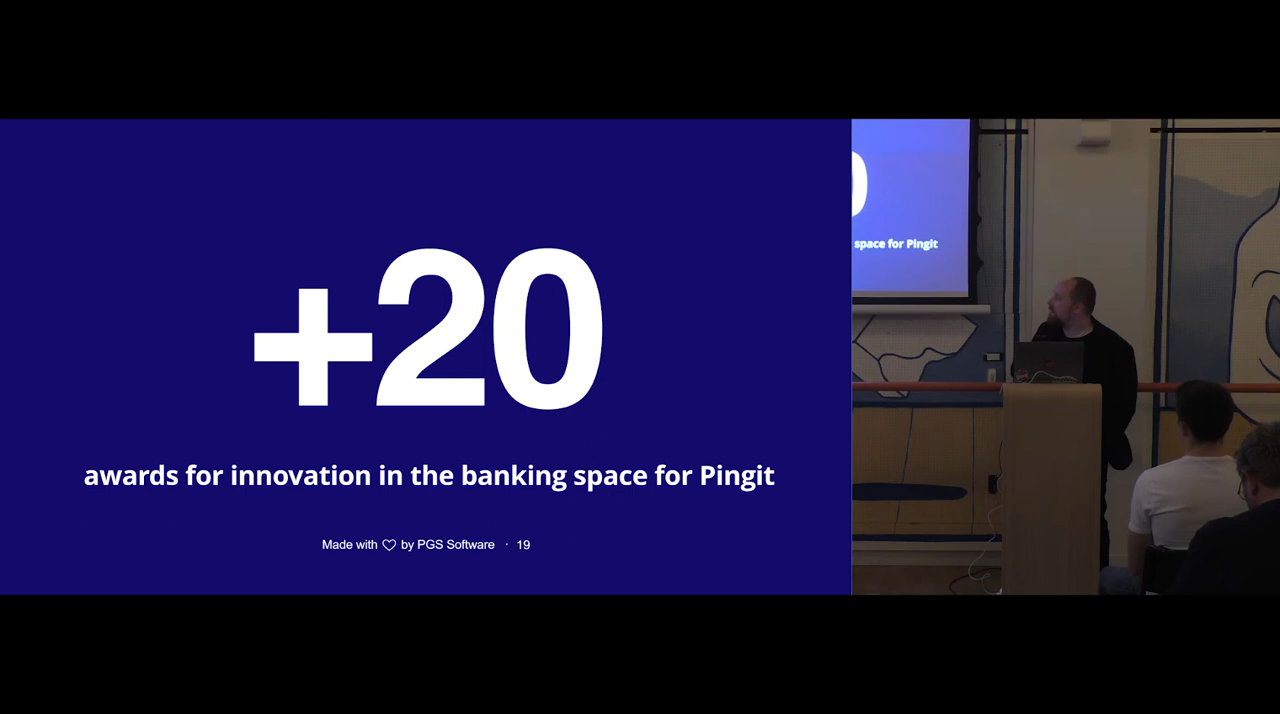 +20
awards for innovation in the banking space for Pingit
Made with ♡ by PGS Software · 19
space for Pingit